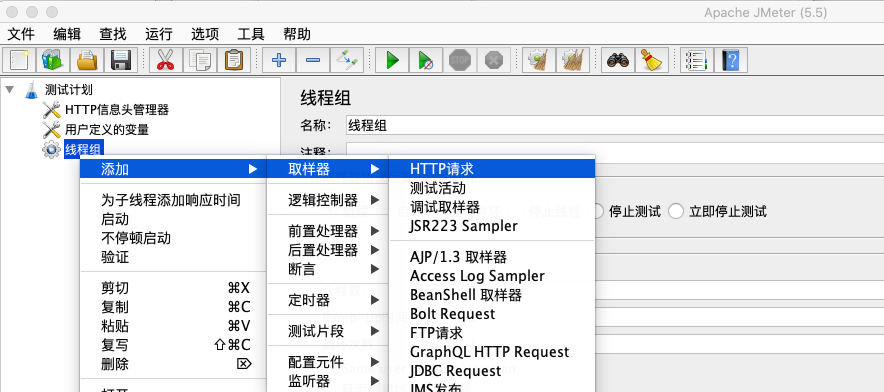 Apache JMeter (5.5)
文件 编辑 查找 运行 选项 工具 帮助
STOP
测试计划
HTTP信息头管理器
用户定义的变量
线程组
线程组
名称: 线程组
注释:
停止线程 停止测试 立即停止测试
添加
为子线程添加响应时间
启动
不停顿启动
验证
剪切 ⌘X
复制 ⌘C
粘贴 ⌘V
复写 ⇧⌘C
删除 ⌦
打开
取样器
逻辑控制器
前置处理器
后置处理器
断言
定时器
测试片段
配置元件
监听器
HTTP请求
测试活动
调试取样器
JSR223 Sampler
AJP/1.3 取样器
Access Log Sampler
BeanShell 取样器
Bolt Request
FTP请求
GraphQL HTTP Request
JDBC Request
JMS发布